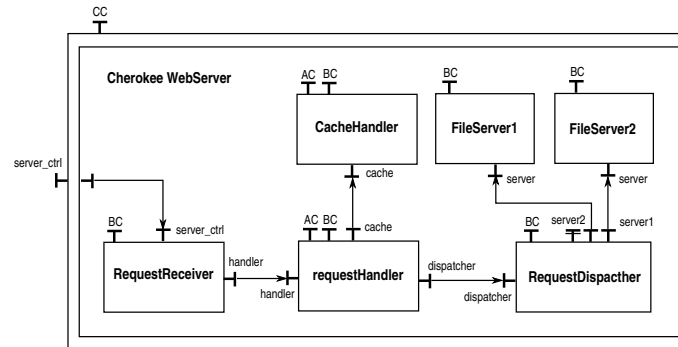 CC
Cherokee WebServer
AC BC
CacheHandler
cache
BC
FileServer1
server
BC
FileServer2
server
server_ctrl
server_ctrl
BC
RequestReceiver
handler
handler
AC BC
cache
requestHandler
dispatcher
dispatcher
BC
server2
server1
RequestDispacther